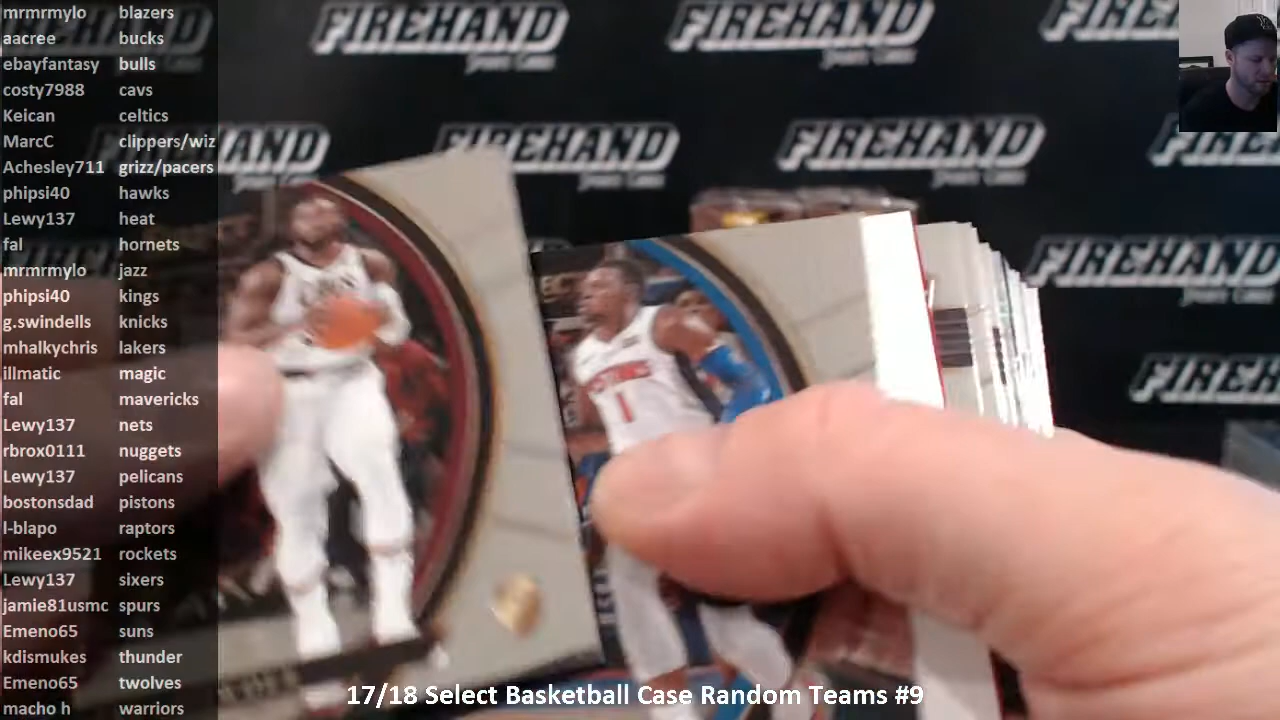 mrmrmylo blazers
aacree bucks
ebayfantasy bulls
costy7988 cavs
Keican celtics
MarcC clippers/wiz
Achesley711 grizz/pacers
phipsi40 hawks
Lewy137 heat
fal hornets
mrmrmylo jazz
phipsi40 kings
g.swindells knicks
mhalkychris lakers
illmatic magic
fal mavericks
Lewy137 nets
rbrox0111 nuggets
Lewy137 pelicans
bostonsdad pistons
l-blapo raptors
mikeex9521 rockets
Lewy137 sixers
jamie81usmc spurs
Emeno65 suns
kdismukes thunder
Emeno65 twolves
macho h warriors
FIREHAND
FIREHAND
FIREHAND
FIREHAND
FIREHAND
FIREHAND
PISTONS
1
17/18 Select Basketball Case Random Teams #9